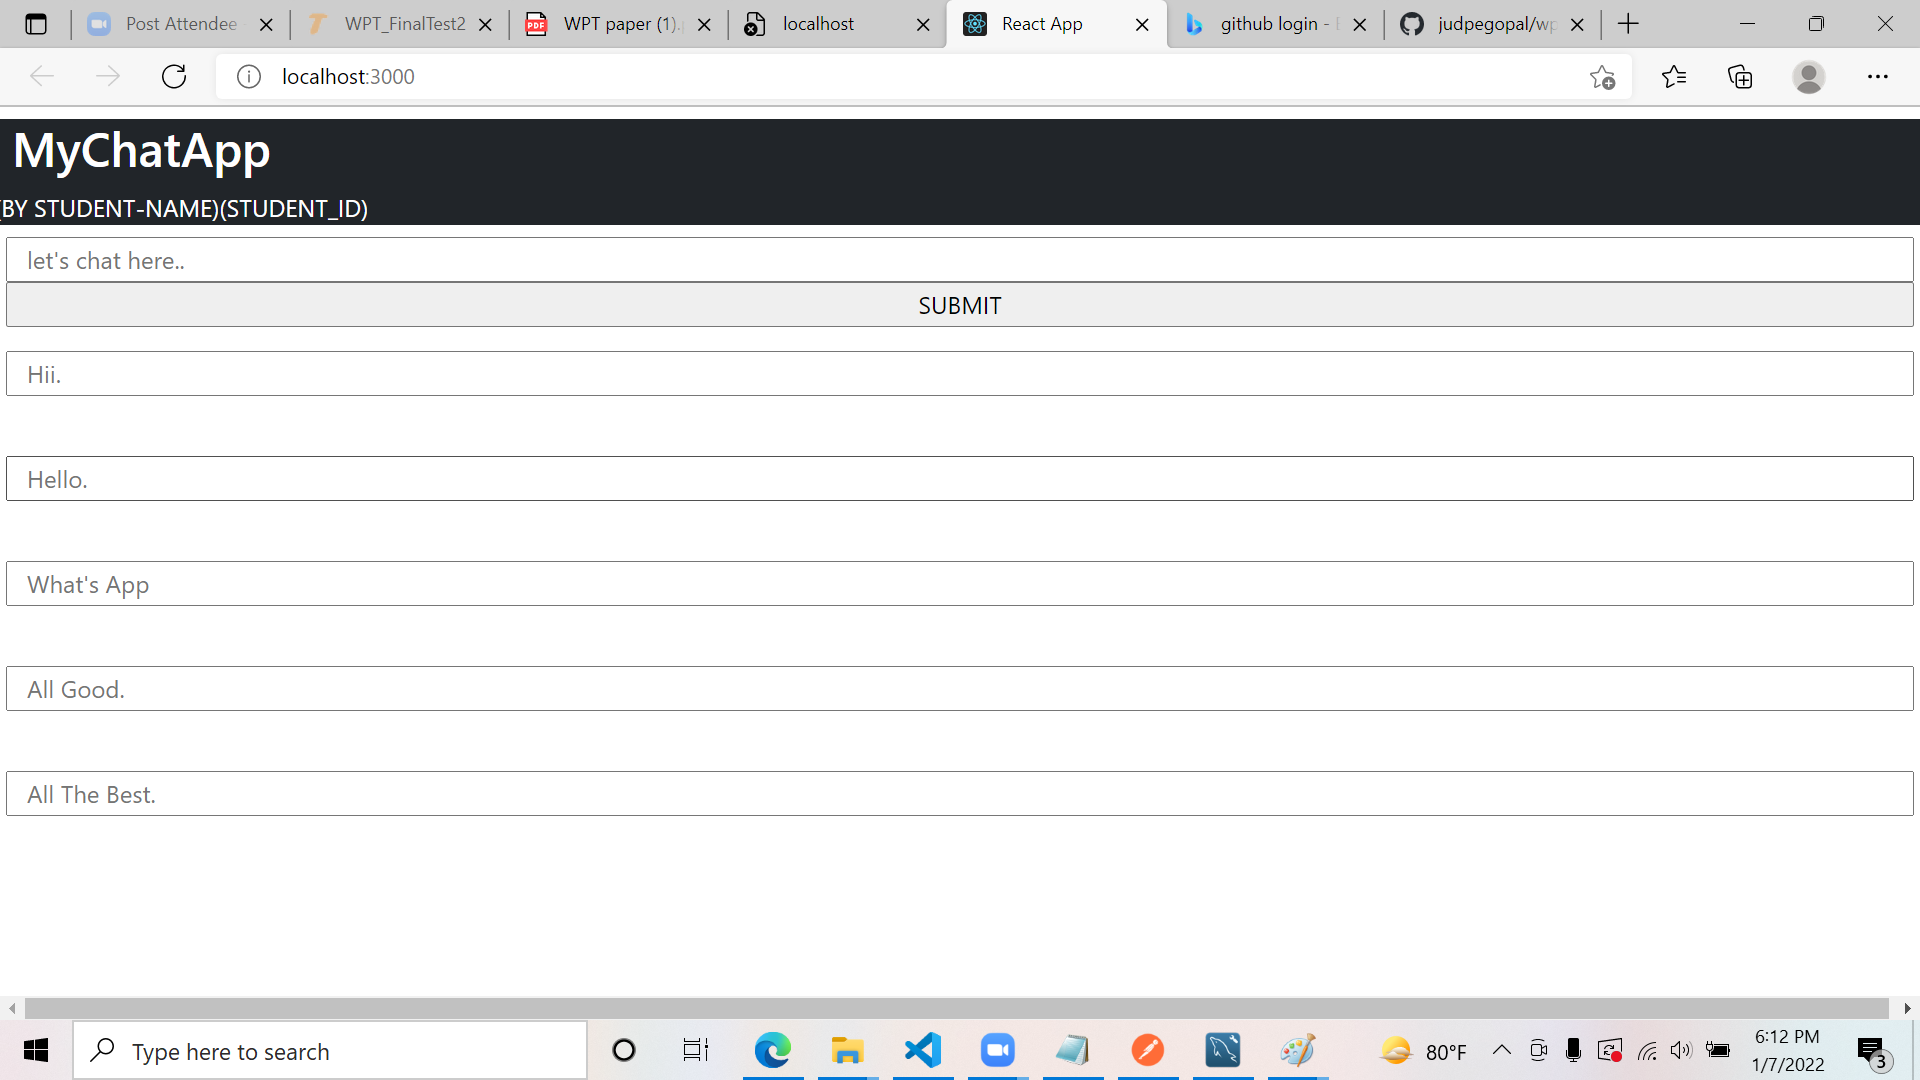 Post Attendee
WPT_FinalTest2
WPT paper (1).
localhost
React App
github login -
judpegopal/wp
localhost:3000
MyChatApp
(BY STUDENT-NAME)(STUDENT_ID)
let's chat here..
SUBMIT
Hii.
Hello.
What's App
All Good.
All The Best.
Type here to search
80°F
6:12 PM
1/7/2022
3